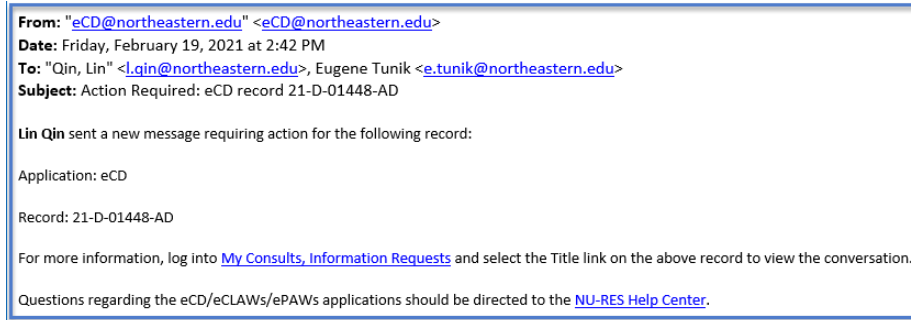 From: "eCD@northeastern.edu" <eCD@northeastern.edu>
Date: Friday, February 19, 2021 at 2:42 PM
To: "Qin, Lin" <l.qin@northeastern.edu>, Eugene Tunik <e.tunik@northeastern.edu>
Subject: Action Required: eCD record 21-D-01448-AD
Lin Qin sent a new message requiring action for the following record:
Application: eCD
Record: 21-D-01448-AD
For more information, log into My Consults, Information Requests and select the Title link on the above record to view the conversation.
Questions regarding the eCD/eCLAWs/ePAWs applications should be directed to the NU-RES Help Center.